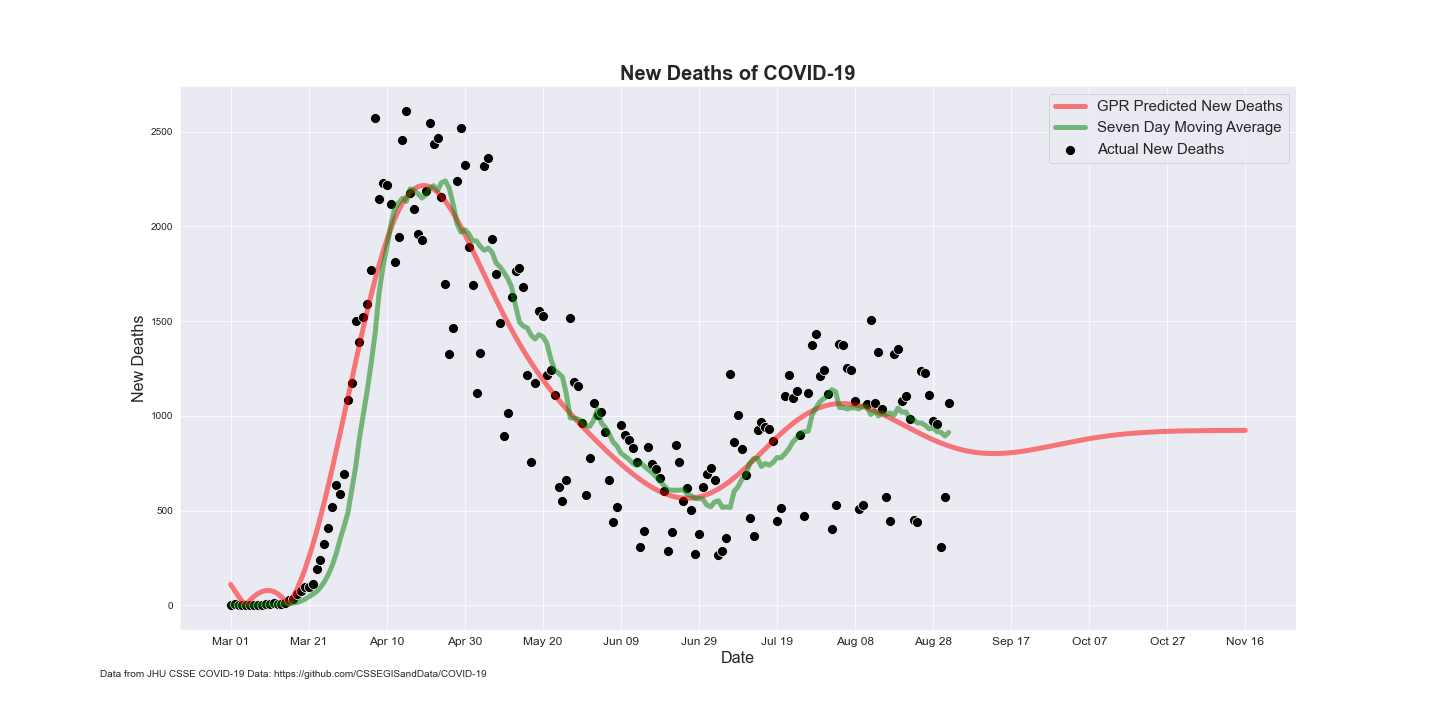 New Deaths of COVID-19
GPR Predicted New Deaths
Seven Day Moving Average
Actual New Deaths
New Deaths
2500
2000
1500
1000
500
0
Mar 01 Mar 21 Apr 10 Apr 30 May 20 Jun 09 Jun 29 Jul 19 Aug 08 Aug 28 Sep 17 Oct 07 Oct 27 Nov 16
Date
Data from JHU CSSE COVID-19 Data: https://github.com/CSSEGISandData/COVID-19